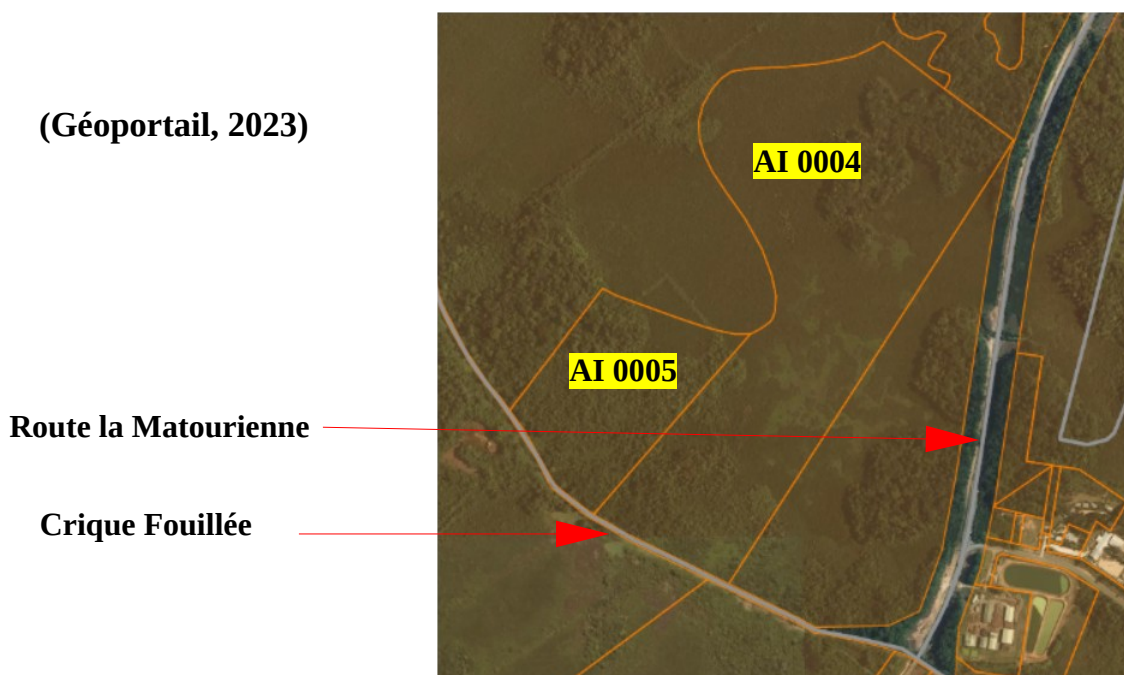 (Géoportail, 2023)
AI 0004
AI 0005
Route la Matourienne
Crique Fouillée